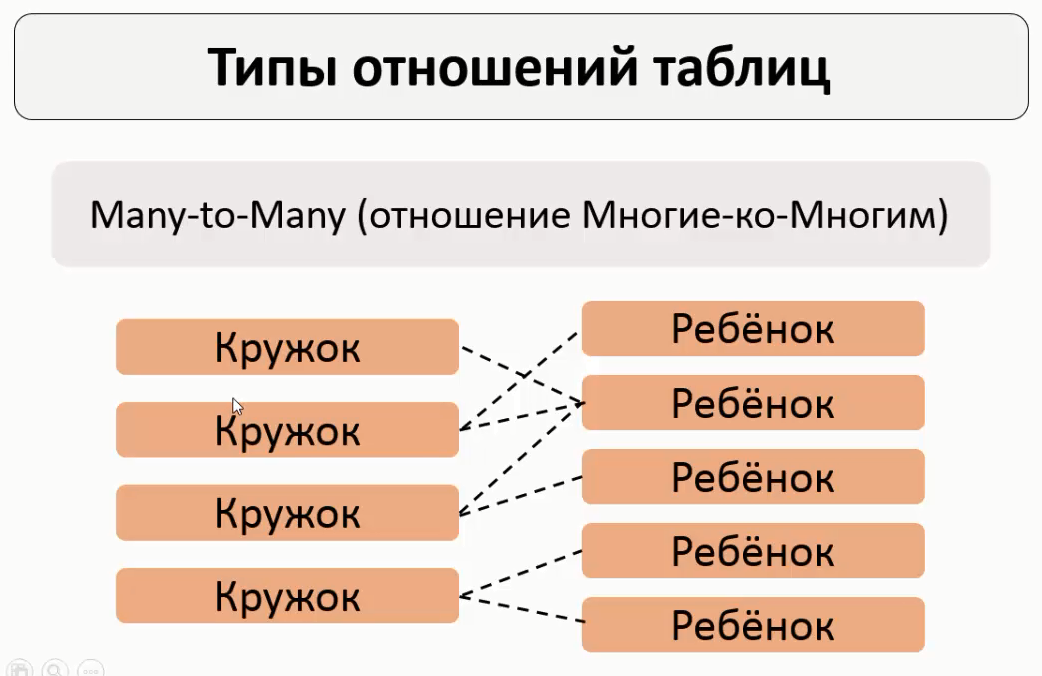 Типы отношений таблиц
Many-to-Many (отношение Многие-ко-Многим)
Кружок
Кружок
Кружок
Кружок
Ребёнок
Ребёнок
Ребёнок
Ребёнок
Ребёнок